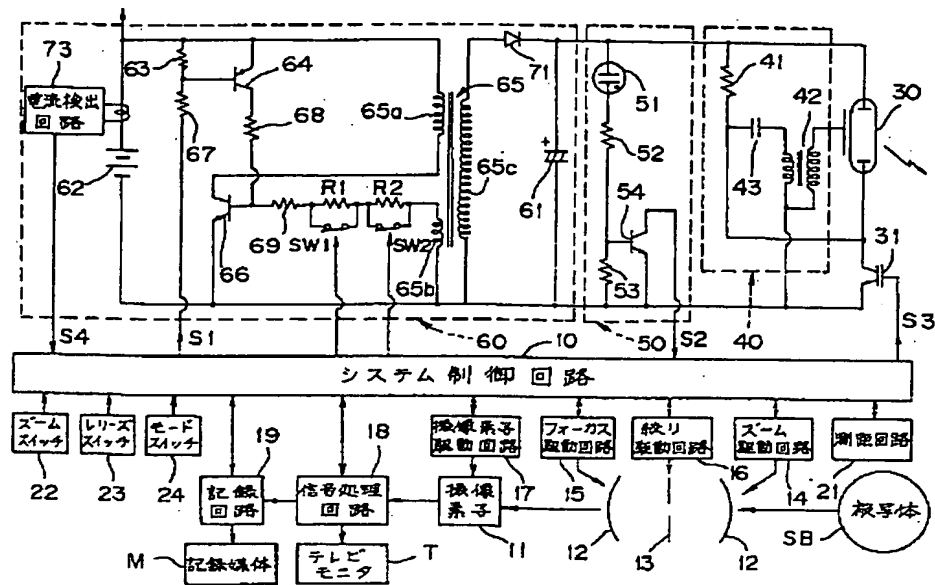 73
電流検出
回路
62
63
67
64
68
65a
65
65c
71
61
R1
R2
69
SW1
SW2
65b
66
60
51
52
54
53
50
41
42
43
40
30
31
S4
S1
S2
S3
10
システム制御回路
ズーム
スイッチ
22
レリーズ
スイッチ
23
モード
スイッチ
24
19
記録
回路
M
記録媒体
18
信号処理
回路
テレビ
モニタ
T
撮像素子
駆動回路
17
撮像
素子
11
フォーカス
駆動回路
15
絞り
駆動回路
16
ズーム
駆動回路
14
測距回路
21
12
13
12
SB
被写体